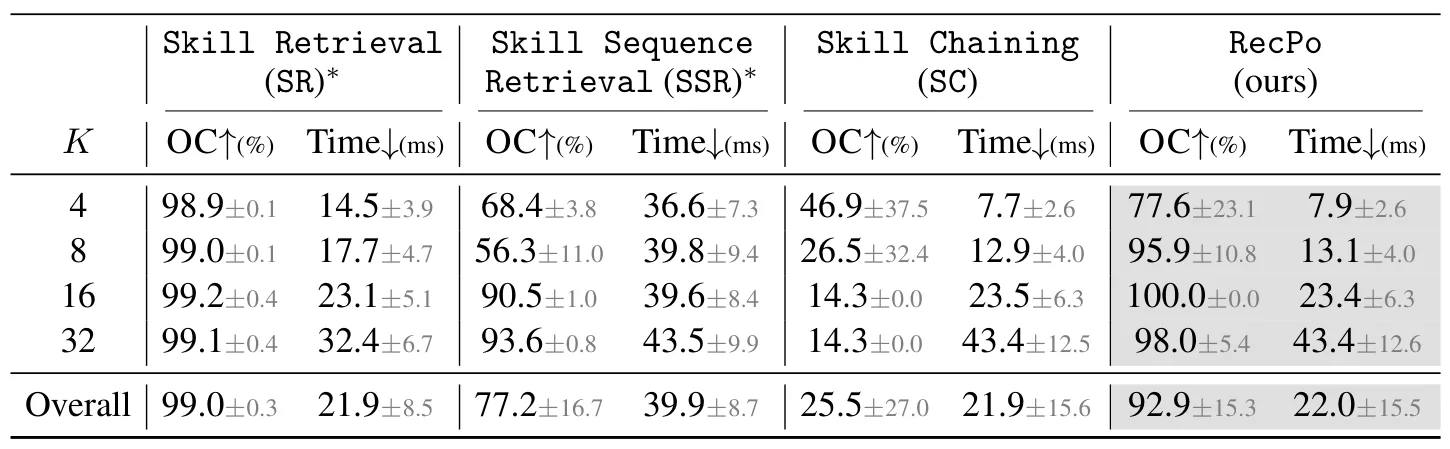 Skill Retrieval Skill Sequence Skill Chaining RecPo
(SR)* Retrieval (SSR)* (SC) (ours)
K OC↑(%) Time↓(ms) OC↑(%) Time↓(ms) OC↑(%) Time↓(ms) OC↑(%) Time↓(ms)
4 98.9±0.1 14.5±3.9 68.4±3.8 36.6±7.3 46.9±37.5 7.7±2.6 77.6±23.1 7.9±2.6
8 99.0±0.1 17.7±4.7 56.3±11.0 39.8±9.4 26.5±32.4 12.9±4.0 95.9±10.8 13.1±4.0
16 99.2±0.4 23.1±5.1 90.5±1.0 39.6±8.4 14.3±0.0 23.5±6.3 100.0±0.0 23.4±6.3
32 99.1±0.4 32.4±6.7 93.6±0.8 43.5±9.9 14.3±0.0 43.4±12.5 98.0±5.4 43.4±12.6
Overall 99.0±0.3 21.9±8.5 77.2±16.7 39.9±8.7 25.5±27.0 21.9±15.6 92.9±15.3 22.0±15.5